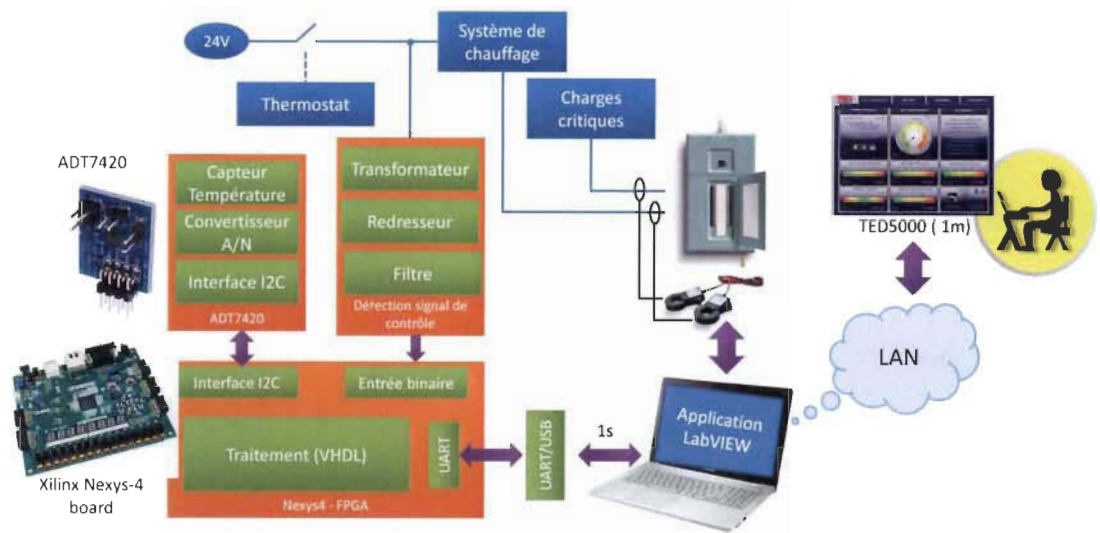 24V
Système de
chauffage
Thermostat
Charges
critiques
ADT7420
Capteur
Température
Convertisseur
A/N
Interface I2C
ADT7420
Transformateur
Redresseur
Filtre
Détection signal de
contrôle
TED5000 ( 1m)
LAN
Interface I2C
Entrée binaire
Traitement (VHDL)
UART
Nexys4 - FPGA
UART/USB
1s
Application
LabVIEW
Xilinx Nexys-4
board